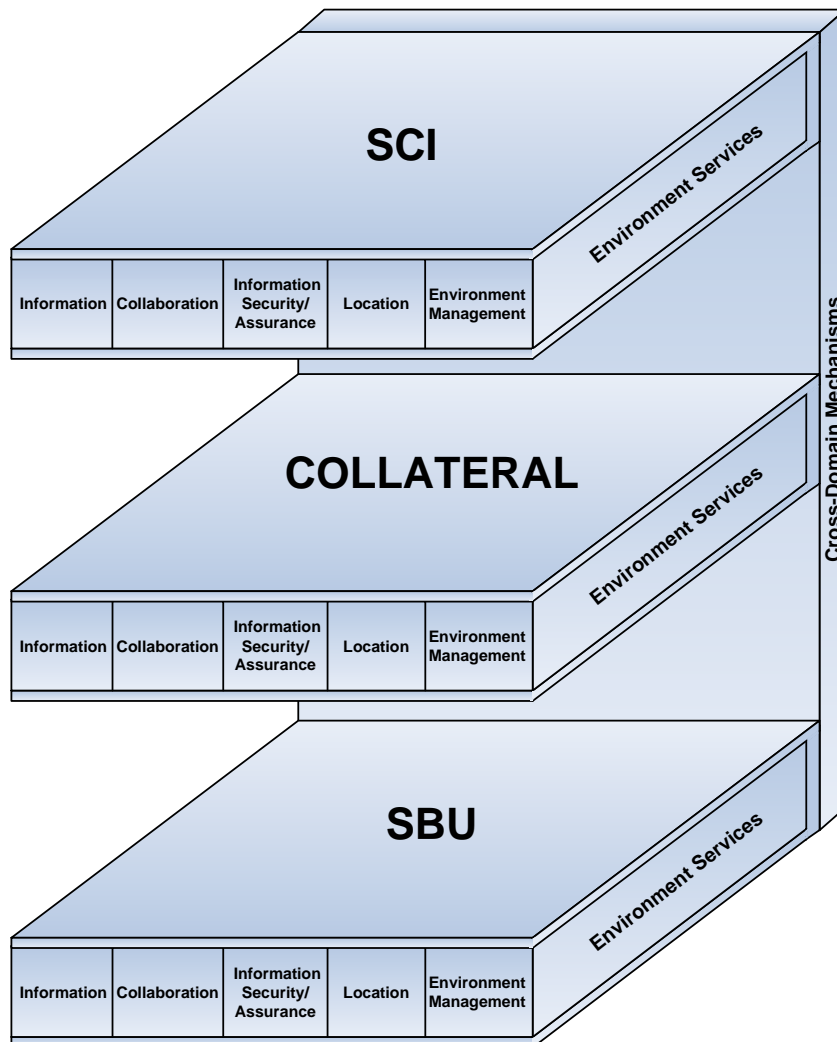 SCI
Environment Services
Information
Collaboration
Information
Security/
Assurance
Location
Environment
Management
Cross-Domain Mechanisms
COLLATERAL
Environment Services
Information
Collaboration
Information
Security/
Assurance
Location
Environment
Management
SBU
Environment Services
Information
Collaboration
Information
Security/
Assurance
Location
Environment
Management